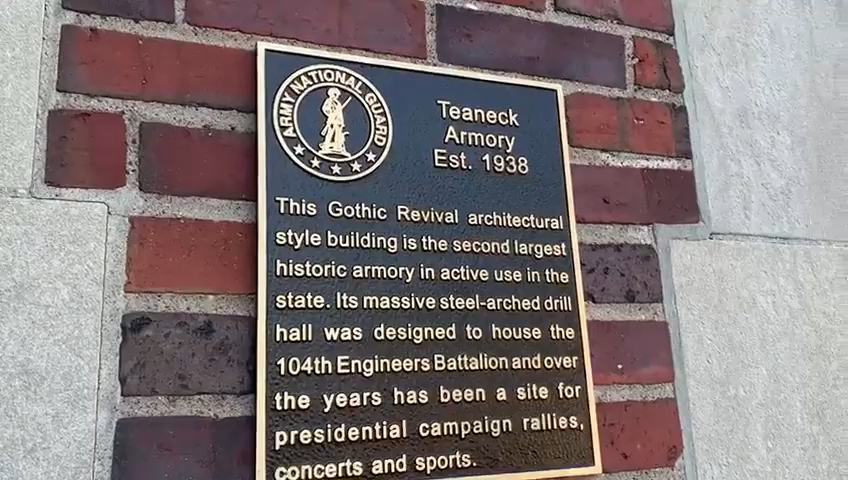 ARMY NATIONAL GUARD
Teaneck
Armory
Est. 1938
This Gothic Revival architectural
style building is the second largest
historic armory in active use in the
state. Its massive steel-arched drill
hall was designed to house the
104th Engineers Battalion and over
the years has been a site for
presidential campaign rallies,
concerts and sports.